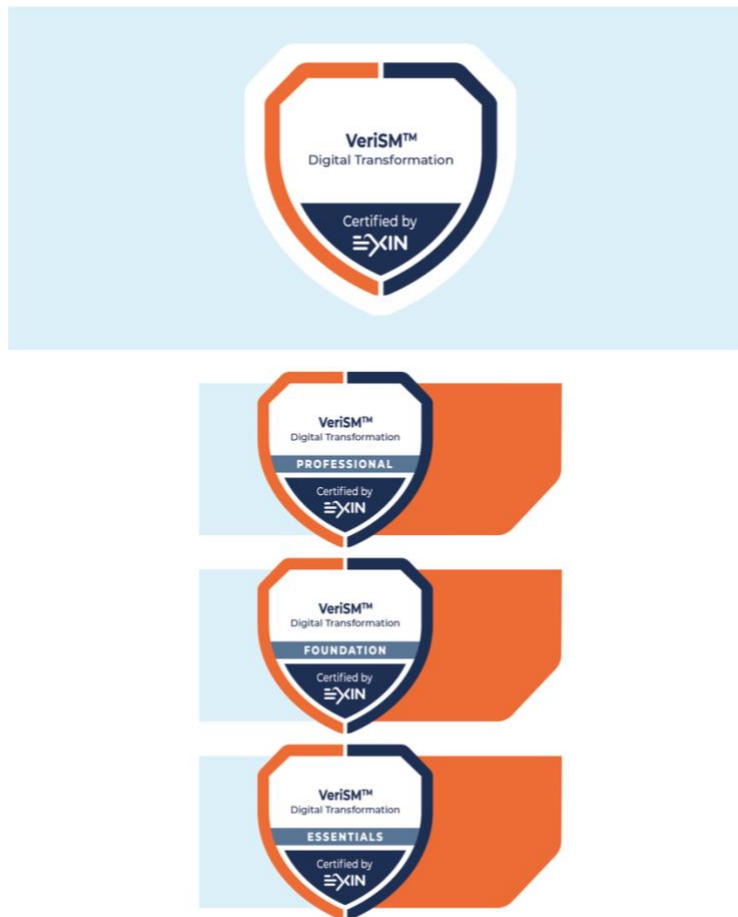 VeriSM™
Digital Transformation
Certified by
EXIN
VeriSM™
Digital Transformation
PROFESSIONAL
Certified by
EXIN
VeriSM™
Digital Transformation
FOUNDATION
Certified by
EXIN
VeriSM™
Digital Transformation
ESSENTIALS
Certified by
EXIN